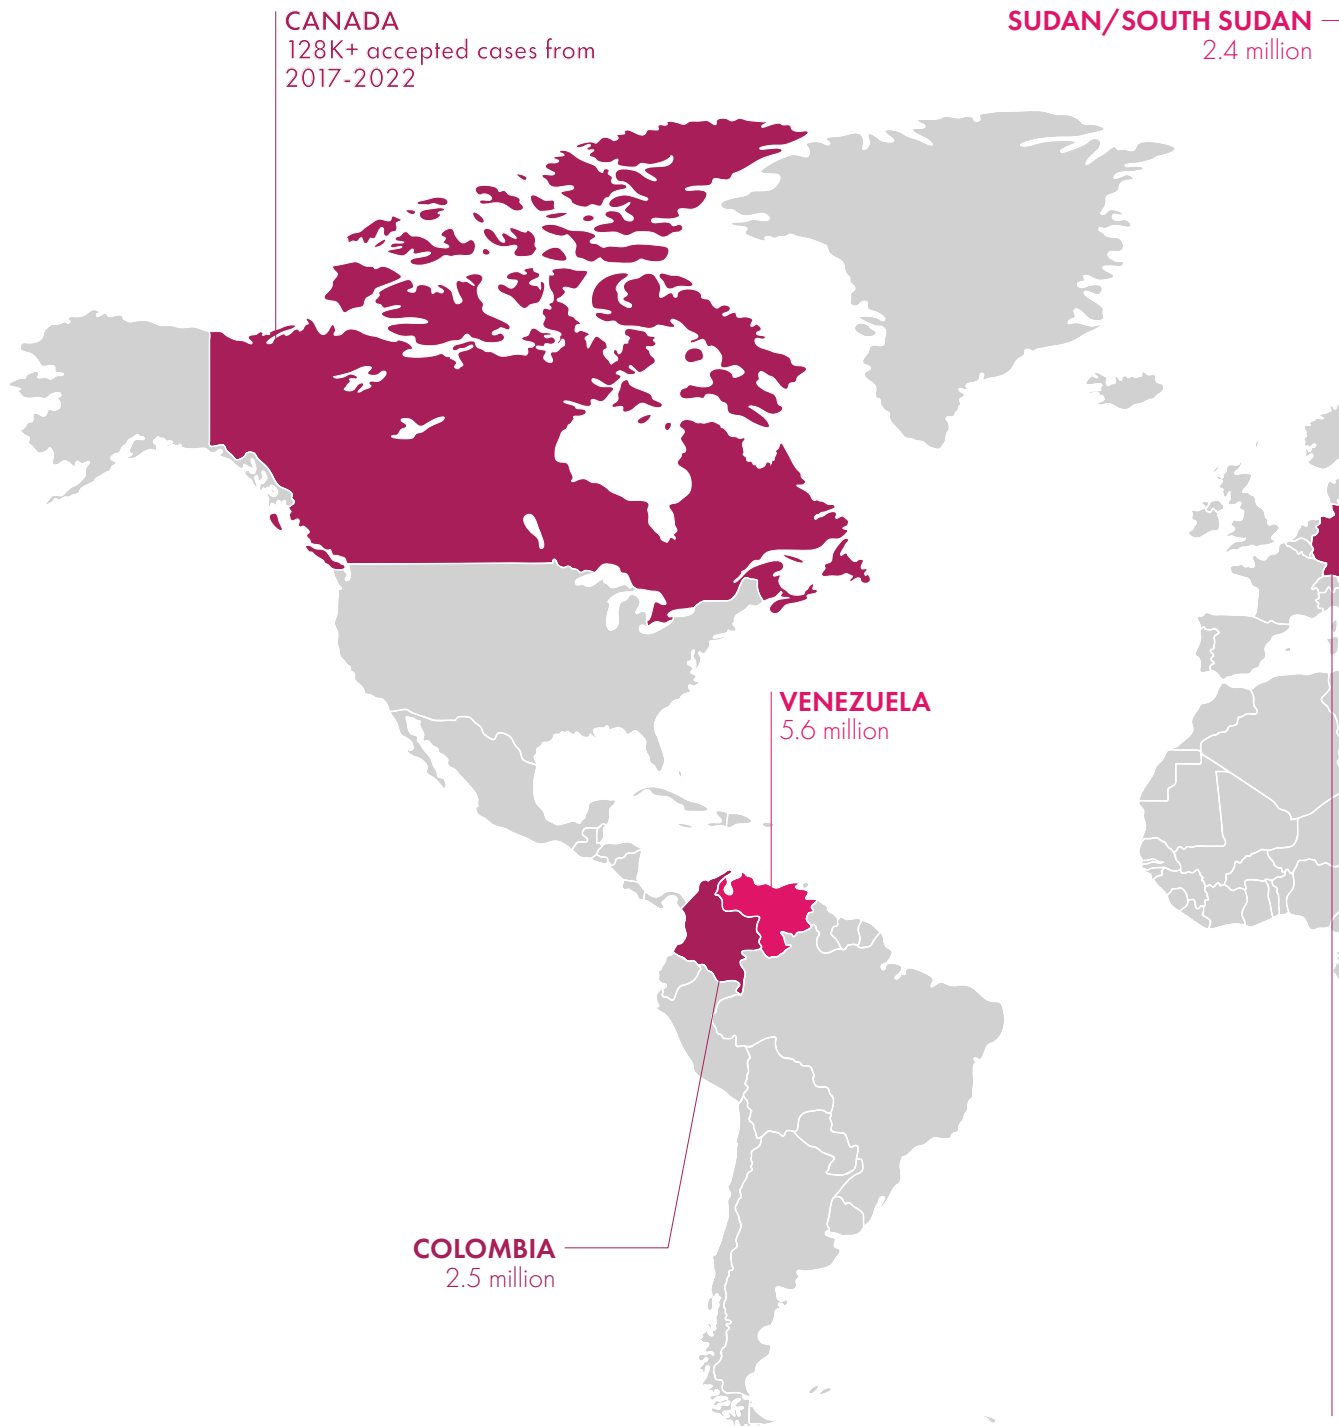 CANADA
128K+ accepted cases from
2017-2022
SUDAN/SOUTH SUDAN
2.4 million
VENEZUELA
5.6 million
COLOMBIA
2.5 million